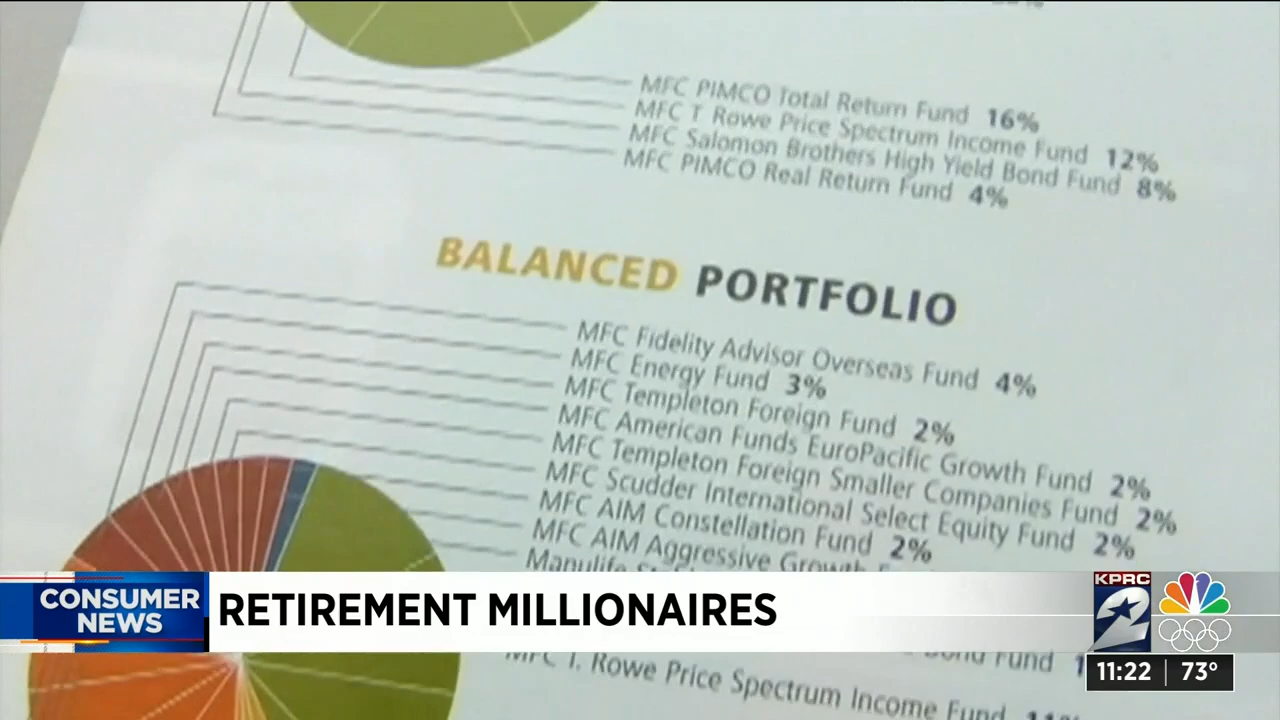 MFC PIMCO Total Return Fund 16%
MFC T Rowe Price Spectrum Income Fund 12%
MFC Salomon Brothers High Yield Bond Fund 8%
MFC PIMCO Real Return Fund 4%
BALANCED PORTFOLIO
MFC Fidelity Advisor Overseas Fund 4%
MFC Energy Fund 3%
MFC Templeton Foreign Fund 2%
MFC American Funds EuroPacific Growth Fund 2%
MFC Templeton Foreign Smaller Companies Fund 2%
MFC Scudder International Select Equity Fund 2%
MFC AIM Constellation Fund 2%
MFC AIM Aggressive Growth
Manulife
CONSUMER NEWS
RETIREMENT MILLIONAIRES
KPRC
2
Fund
MFC T. Rowe Price Spectrum Income Fund
11:22 73°